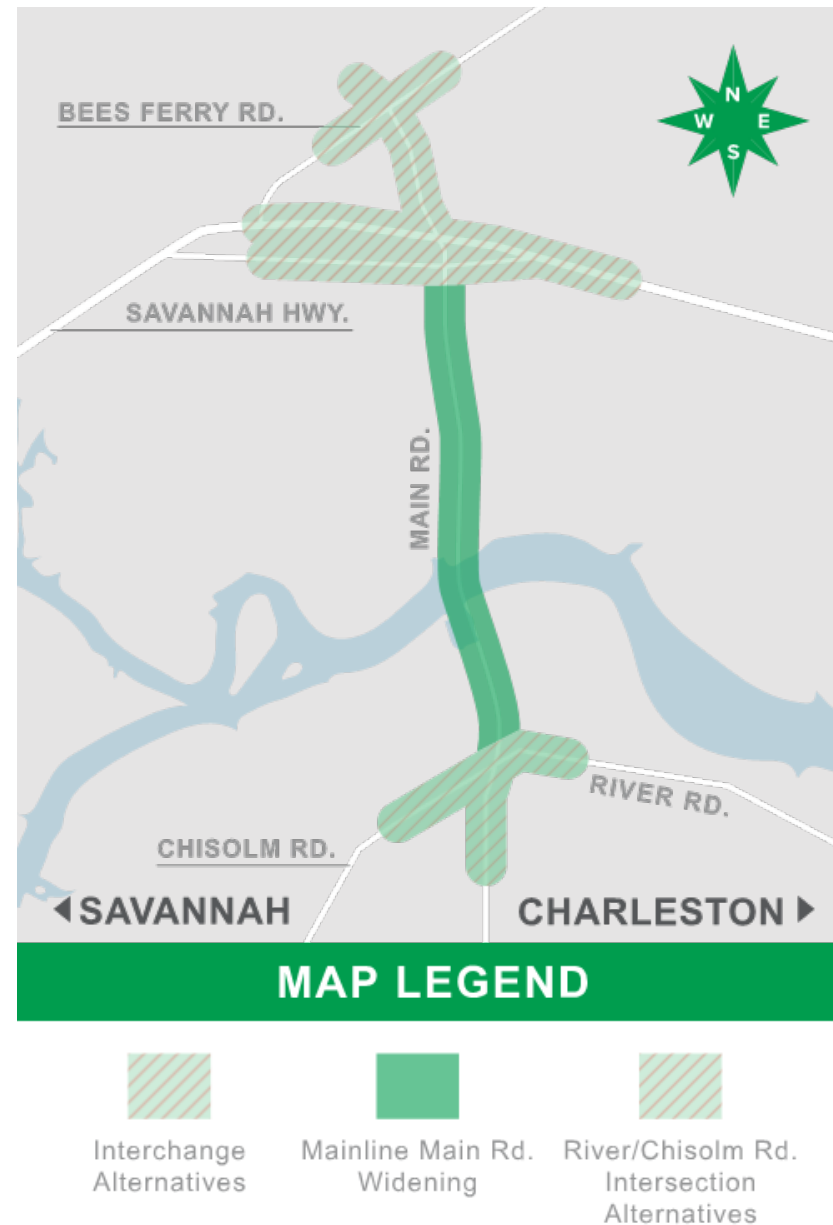 N
BEES FERRY RD.
W E
S
SAVANNAH HWY.
MAIN RD.
RIVER RD.
CHISOLM RD.
SAVANNAH
CHARLESTON
MAP LEGEND
Interchange
Alternatives
Mainline Main Rd.
Widening
River/Chisolm Rd.
Intersection
Alternatives